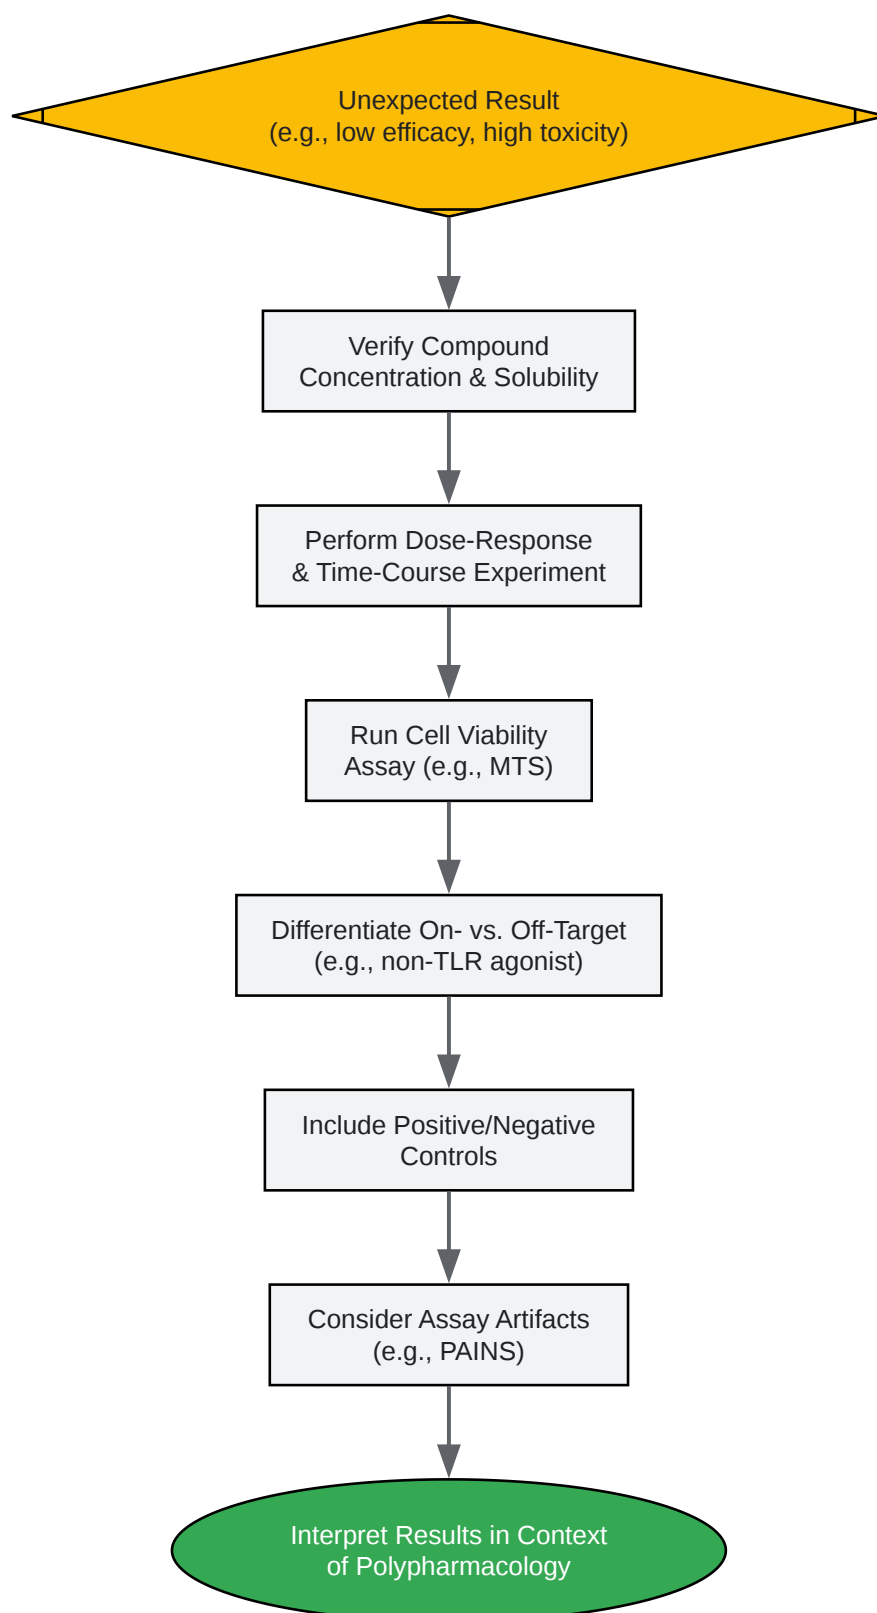 Unexpected Result
(e.g., low efficacy, high toxicity)
Verify Compound
Concentration & Solubility
Perform Dose-Response
& Time-Course Experiment
Run Cell Viability
Assay (e.g., MTS)
Differentiate On- vs. Off-Target
(e.g., non-TLR agonist)
Include Positive/Negative
Controls
Consider Assay Artifacts
(e.g., PAINS)
Interpret Results in Context
of Polypharmacology